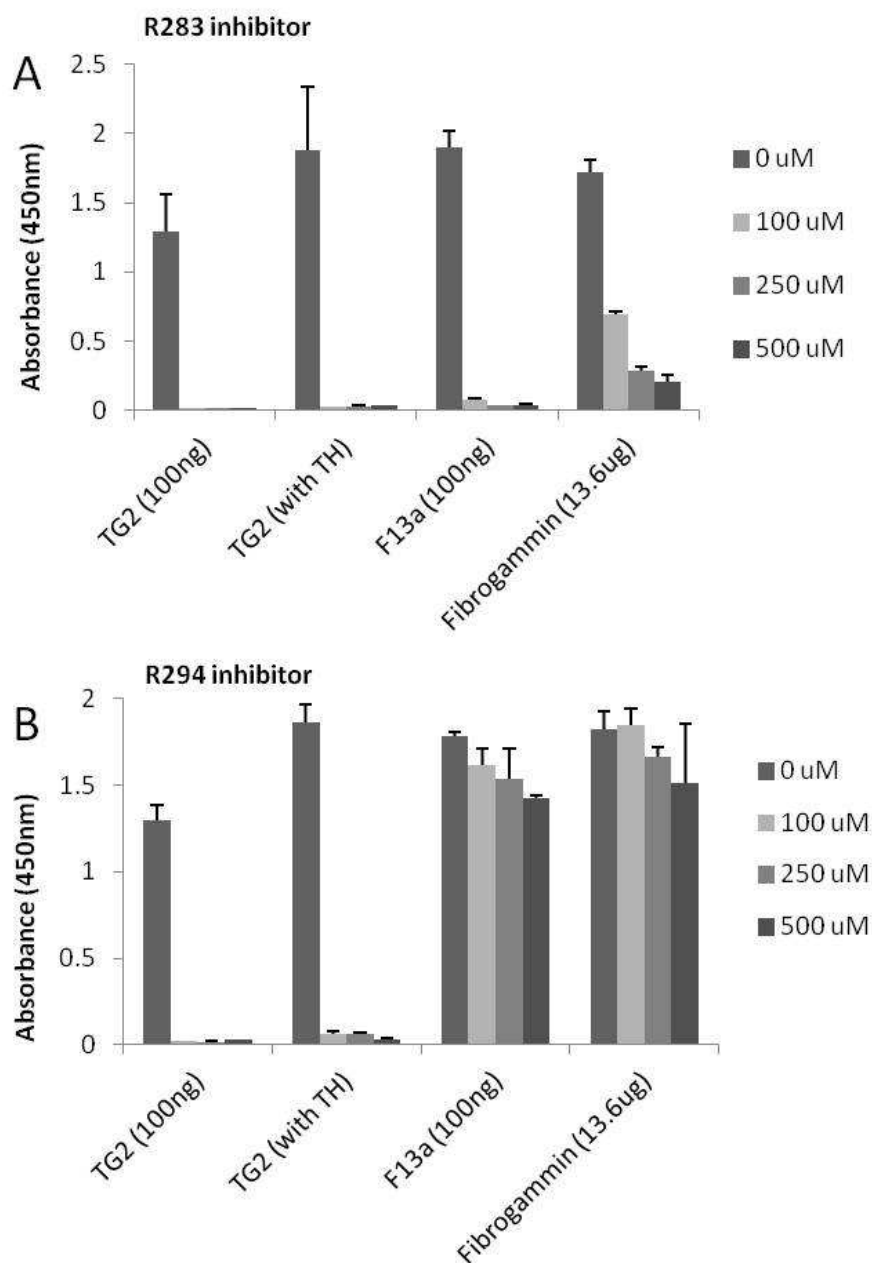 R283 inhibitor
A
2.5
2
1.5
1
0.5
0
Absorbance (450nm)
TG2 (100ng)
TG2 (with TH)
F13a (100ng)
Fibrogammin (13.6ug)
0 uM
100 uM
250 uM
500 uM
R294 inhibitor
B
2
1.5
1
0.5
0
Absorbance (450nm)
TG2 (100ng)
TG2 (with TH)
F13a (100ng)
Fibrogammin (13.6ug)
0 uM
100 uM
250 uM
500 uM